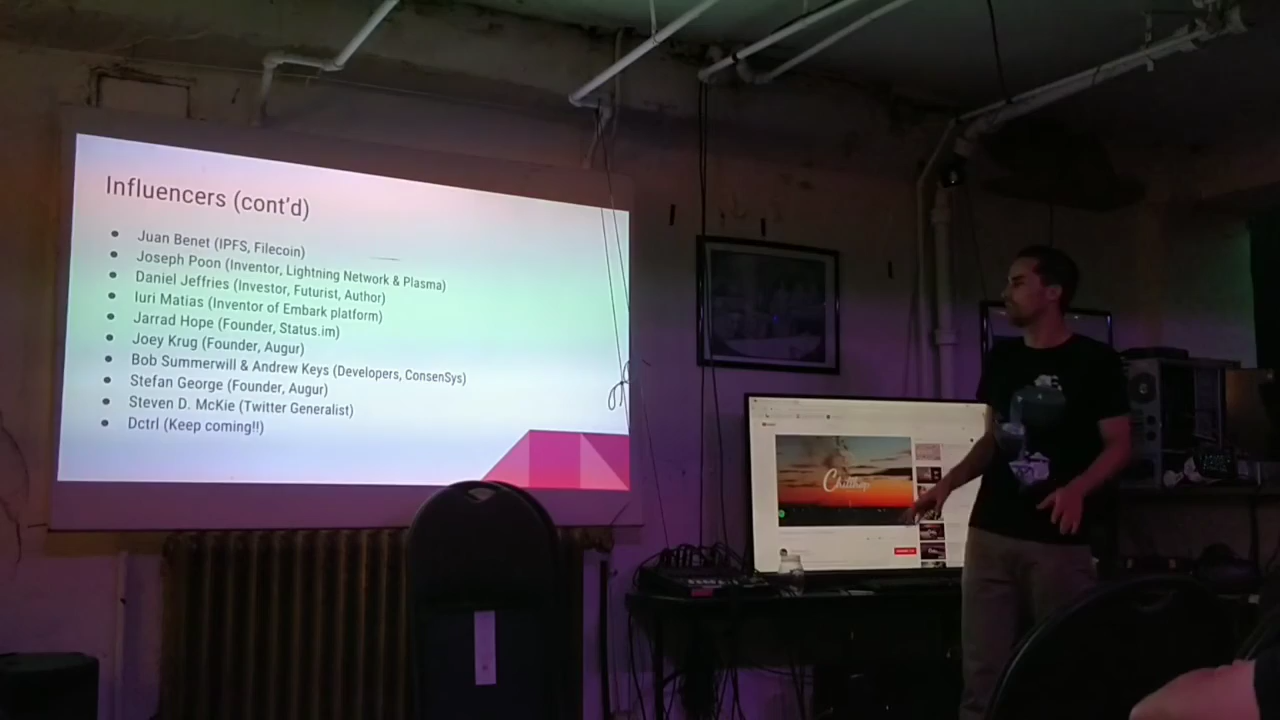 Influencers (cont'd)
● Juan Benet (IPFS, Filecoin)
● Joseph Poon (Inventor, Lightning Network & Plasma)
● Daniel Jeffries (Investor, Futurist, Author)
● Iuri Matias (Inventor of Embark platform)
● Jarrad Hope (Founder, Status.im)
● Joey Krug (Founder, Augur)
● Bob Summerwill & Andrew Keys (Developers, ConsenSys)
● Stefan George (Founder, Augur)
● Steven D. McKie (Twitter Generalist)
● Dctrl (Keep coming!!)